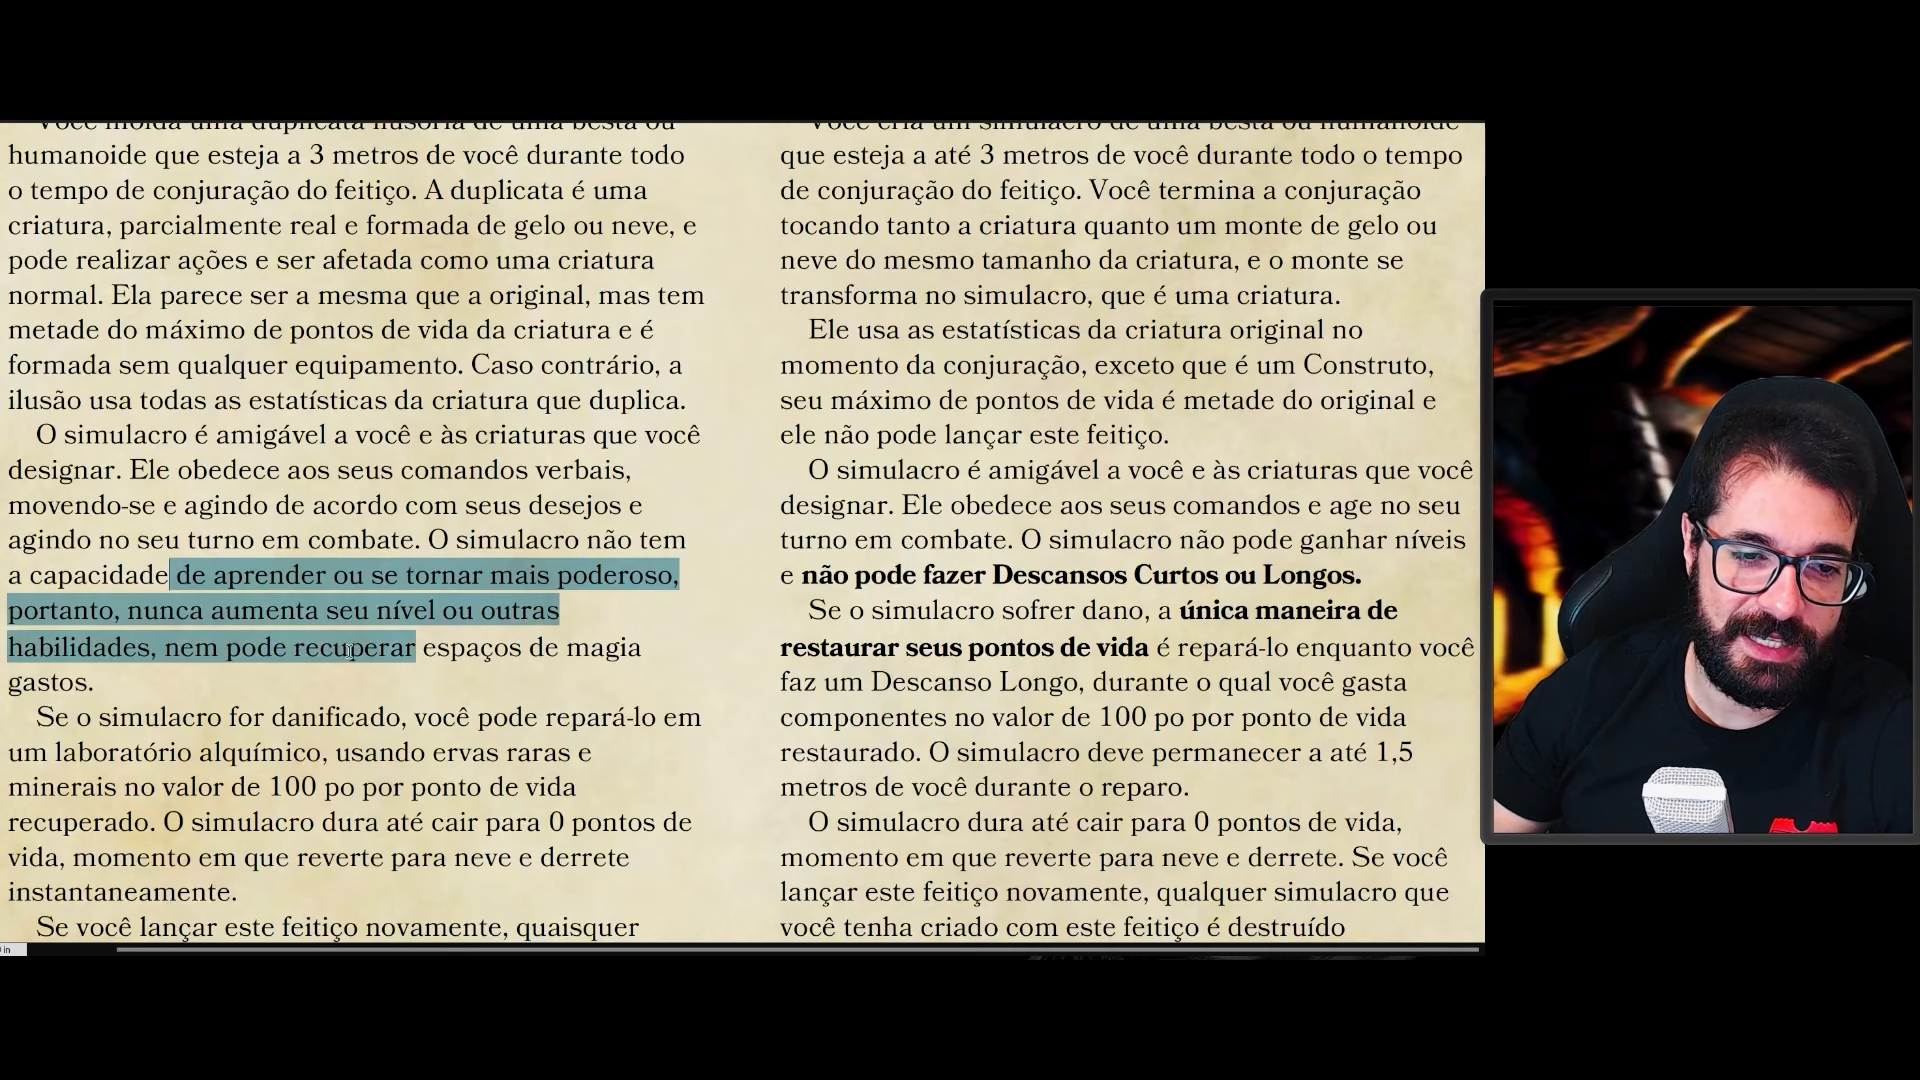 Você molda uma duplicata ilusória de uma besta ou
humanoide que esteja a 3 metros de você durante todo
o tempo de conjuração do feitiço. A duplicata é uma
criatura, parcialmente real e formada de gelo ou neve, e
pode realizar ações e ser afetada como uma criatura
normal. Ela parece ser a mesma que a original, mas tem
metade do máximo de pontos de vida da criatura e é
formada sem qualquer equipamento. Caso contrário, a
ilusão usa todas as estatísticas da criatura que duplica.
O simulacro é amigável a você e às criaturas que você
designar. Ele obedece aos seus comandos verbais,
movendo-se e agindo de acordo com seus desejos e
agindo no seu turno em combate. O simulacro não tem
a capacidade de aprender ou se tornar mais poderoso,
portanto, nunca aumenta seu nível ou outras
habilidades, nem pode recuperar espaços de magia
gastos.
Se o simulacro for danificado, você pode repará-lo em
um laboratório alquímico, usando ervas raras e
minerais no valor de 100 po por ponto de vida
recuperado. O simulacro dura até cair para 0 pontos de
vida, momento em que reverte para neve e derrete
instantaneamente.
Se você lançar este feitiço novamente, quaisquer
Você cria um simulacro de uma besta ou humanoide
que esteja a até 3 metros de você durante todo o tempo
de conjuração do feitiço. Você termina a conjuração
tocando tanto a criatura quanto um monte de gelo ou
neve do mesmo tamanho da criatura, e o monte se
transforma no simulacro, que é uma criatura.
Ele usa as estatísticas da criatura original no
momento da conjuração, exceto que é um Construto,
seu máximo de pontos de vida é metade do original e
ele não pode lançar este feitiço.
O simulacro é amigável a você e às criaturas que você
designar. Ele obedece aos seus comandos e age no seu
turno em combate. O simulacro não pode ganhar níveis
e não pode fazer Descansos Curtos ou Longos.
Se o simulacro sofrer dano, a única maneira de
restaurar seus pontos de vida é repará-lo enquanto você
faz um Descanso Longo, durante o qual você gasta
componentes no valor de 100 po por ponto de vida
restaurado. O simulacro deve permanecer a até 1,5
metros de você durante o reparo.
O simulacro dura até cair para 0 pontos de vida,
momento em que reverte para neve e derrete. Se você
lançar este feitiço novamente, qualquer simulacro que
você tenha criado com este feitiço é destruído